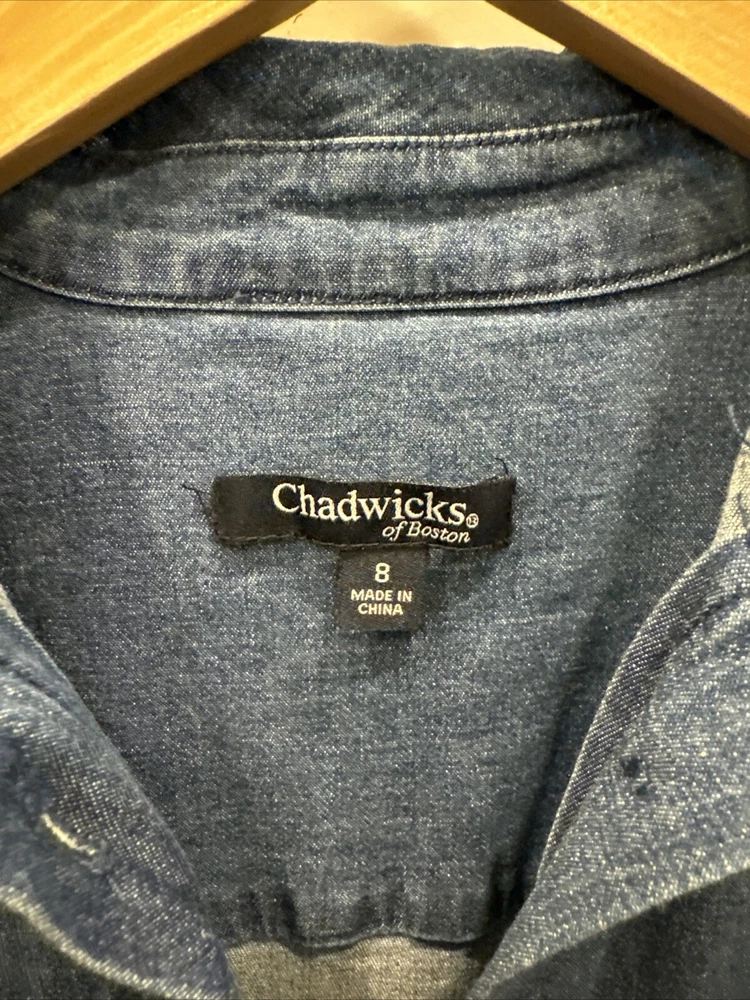 Chadwicks®
of Boston
8
MADE IN
CHINA